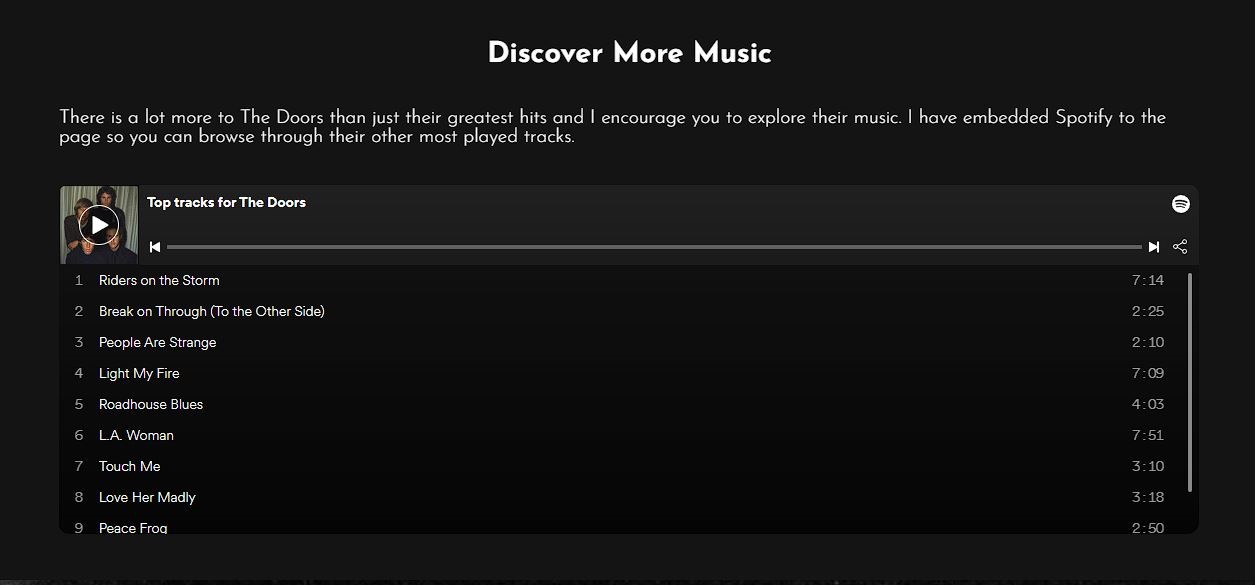 Discover More Music
There is a lot more to The Doors than just their greatest hits and I encourage you to explore their music. I have embedded Spotify to the
page so you can browse through their other most played tracks.
Top tracks for The Doors
1 Riders on the Storm 7:14
2 Break on Through (To the Other Side) 2:25
3 People Are Strange 2:10
4 Light My Fire 7:09
5 Roadhouse Blues 4:03
6 L.A. Woman 7:51
7 Touch Me 3:10
8 Love Her Madly 3:18
9 Peace Frog 2:50